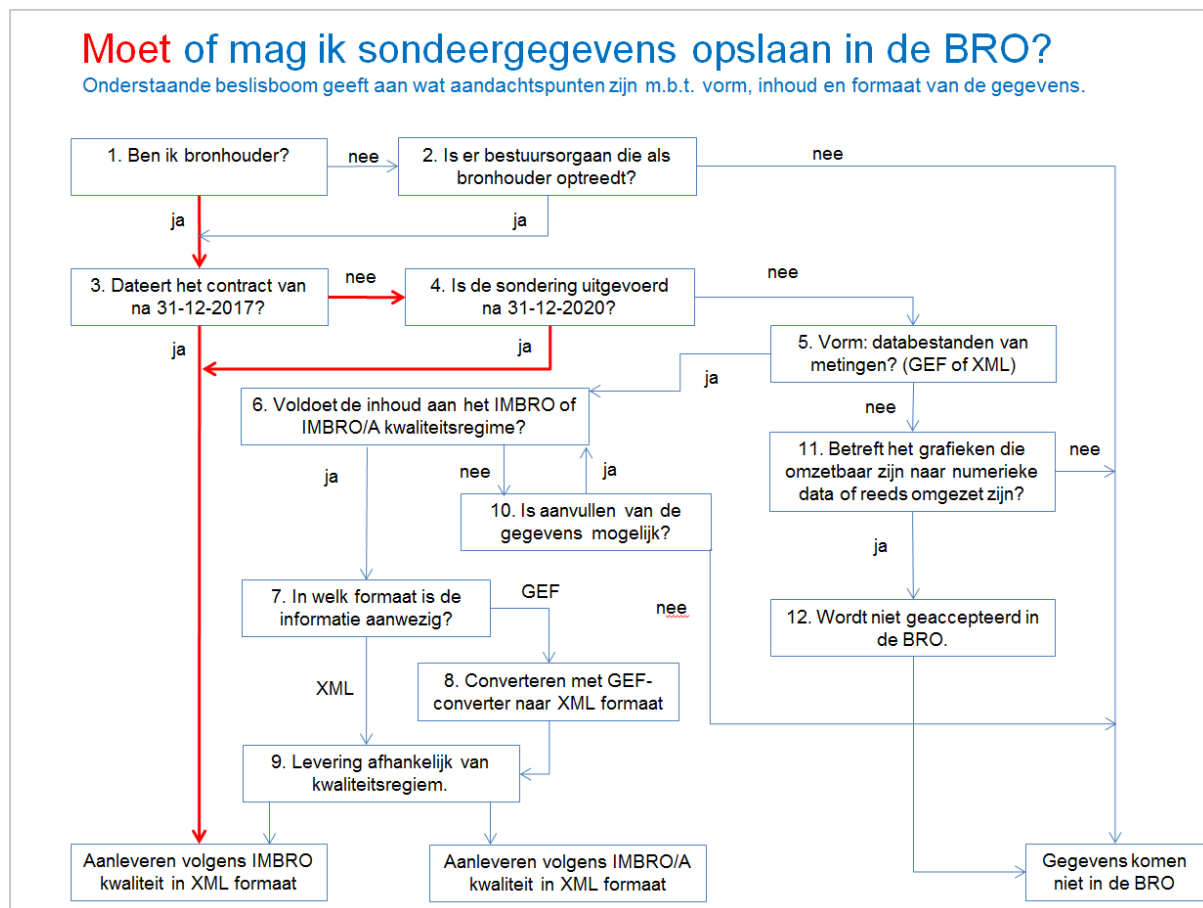 Moet of mag ik sondeergegevens opslaan in de BRO?
Onderstaande beslisboom geeft aan wat aandachtspunten zijn m.b.t. vorm, inhoud en formaat van de gegevens.
1. Ben ik bronhouder?
nee
2. Is er bestuursorgaan die als
bronhouder optreedt?
nee
ja
ja
3. Dateert het contract van
na 31-12-2017?
nee
4. Is de sondering uitgevoerd
na 31-12-2020?
nee
ja
ja
5. Vorm: databestanden van
metingen? (GEF of XML)
ja
nee
6. Voldoet de inhoud aan het IMBRO of
IMBRO/A kwaliteitsregime?
ja
nee
ja
11. Betreft het grafieken die
omzetbaar zijn naar numerieke
data of reeds omgezet zijn?
nee
10. Is aanvullen van de
gegevens mogelijk?
ja
7. In welk formaat is de
informatie aanwezig?
GEF
nee
12. Wordt niet geaccepteerd in
de BRO.
XML
8. Converteren met GEF-
converter naar XML formaat
9. Levering afhankelijk van
kwaliteitsregiem.
Aanleveren volgens IMBRO
kwaliteit in XML formaat
Aanleveren volgens IMBRO/A
kwaliteit in XML formaat
Gegevens komen
niet in de BRO